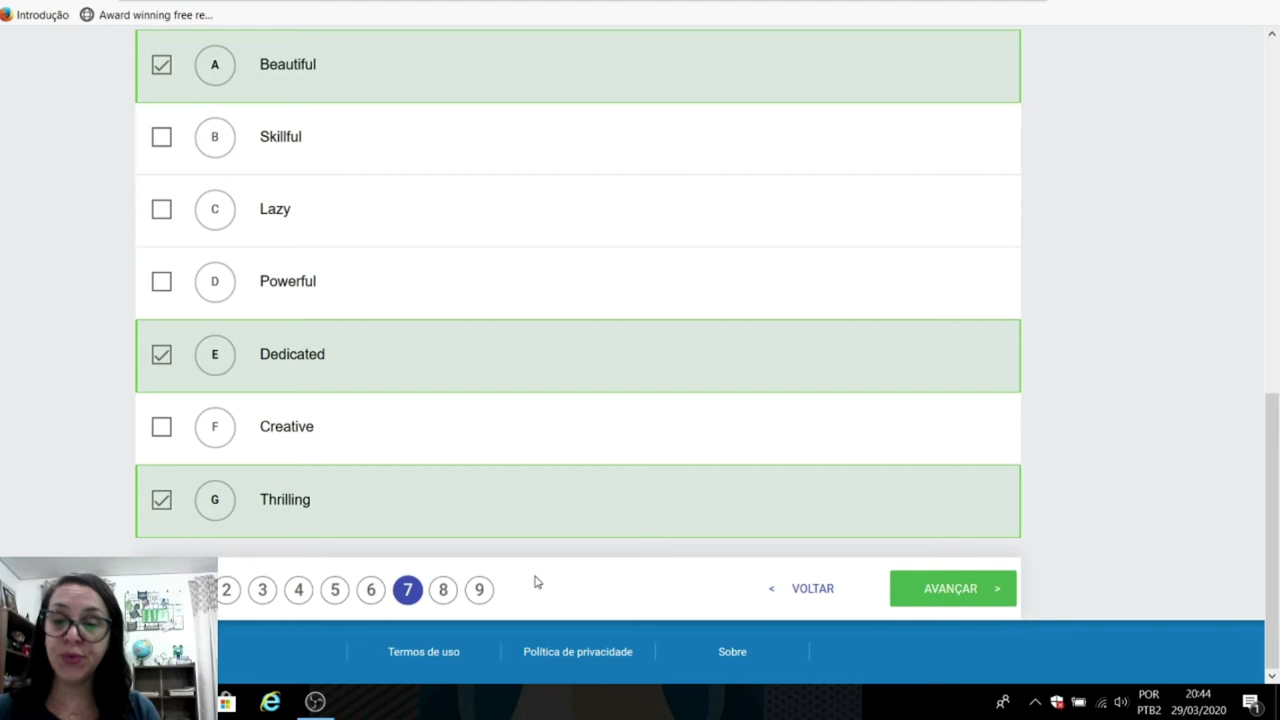 Introdução Award winning free re...
A Beautiful
B Skillful
C Lazy
D Powerful
E Dedicated
F Creative
G Thrilling
2 3 4 5 6 7 8 9 < VOLTAR AVANÇAR >
Termos de uso Política de privacidade Sobre
POR 20:44
PTB2 29/03/2020 1